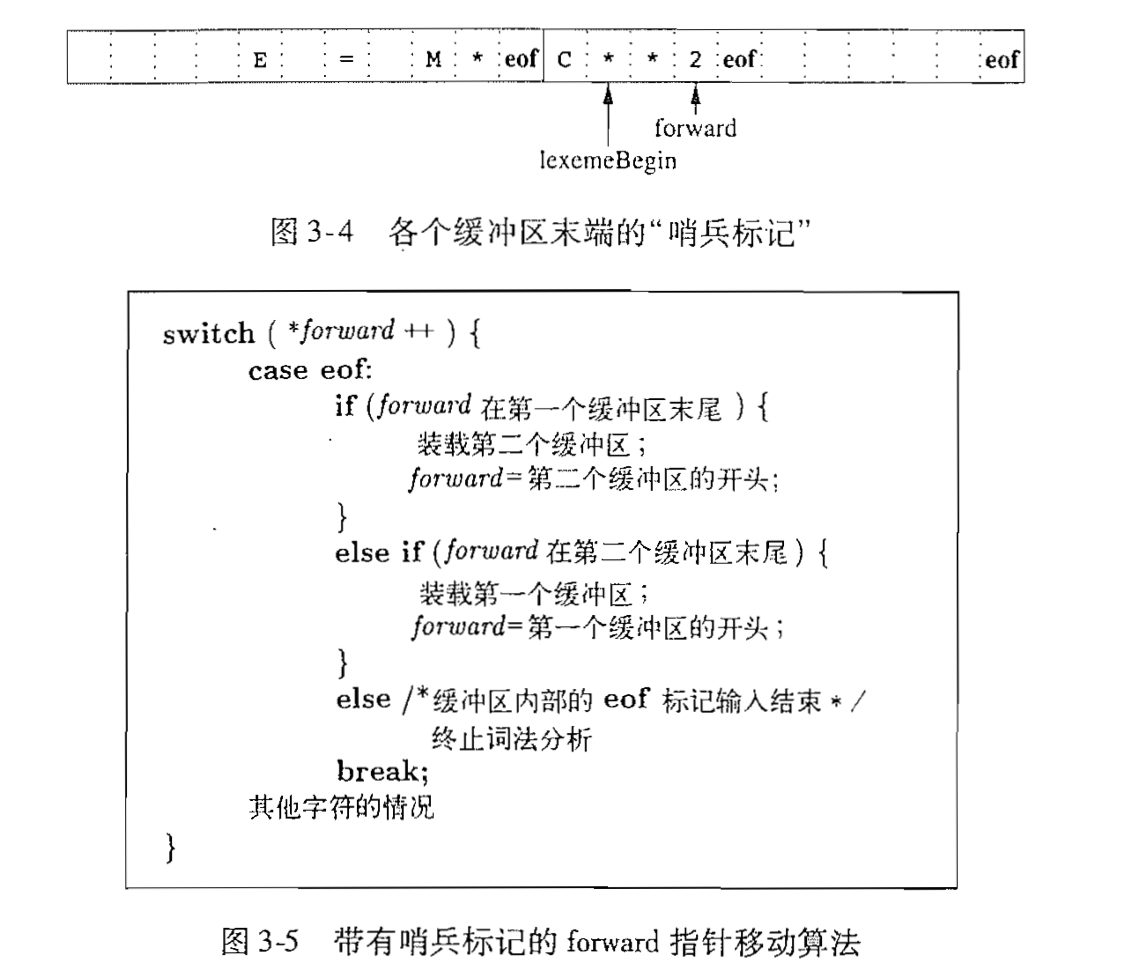 E = M * eof C * * 2 eof eof
forward
lexemeBegin
图 3-4 各个缓冲区末端的“哨兵标记”
switch ( *forward ++ ) {
case eof:
if (forward 在第一个缓冲区末尾 ) {
装载第二个缓冲区;
forward=第二个缓冲区的开头;
}
else if (forward 在第二个缓冲区末尾) {
装载第一个缓冲区;
forward=第一个缓冲区的开头;
}
else /*缓冲区内部的 eof 标记输入结束 */
终止词法分析
break;
其他字符的情况
}
图 3-5 带有哨兵标记的 forward 指针移动算法